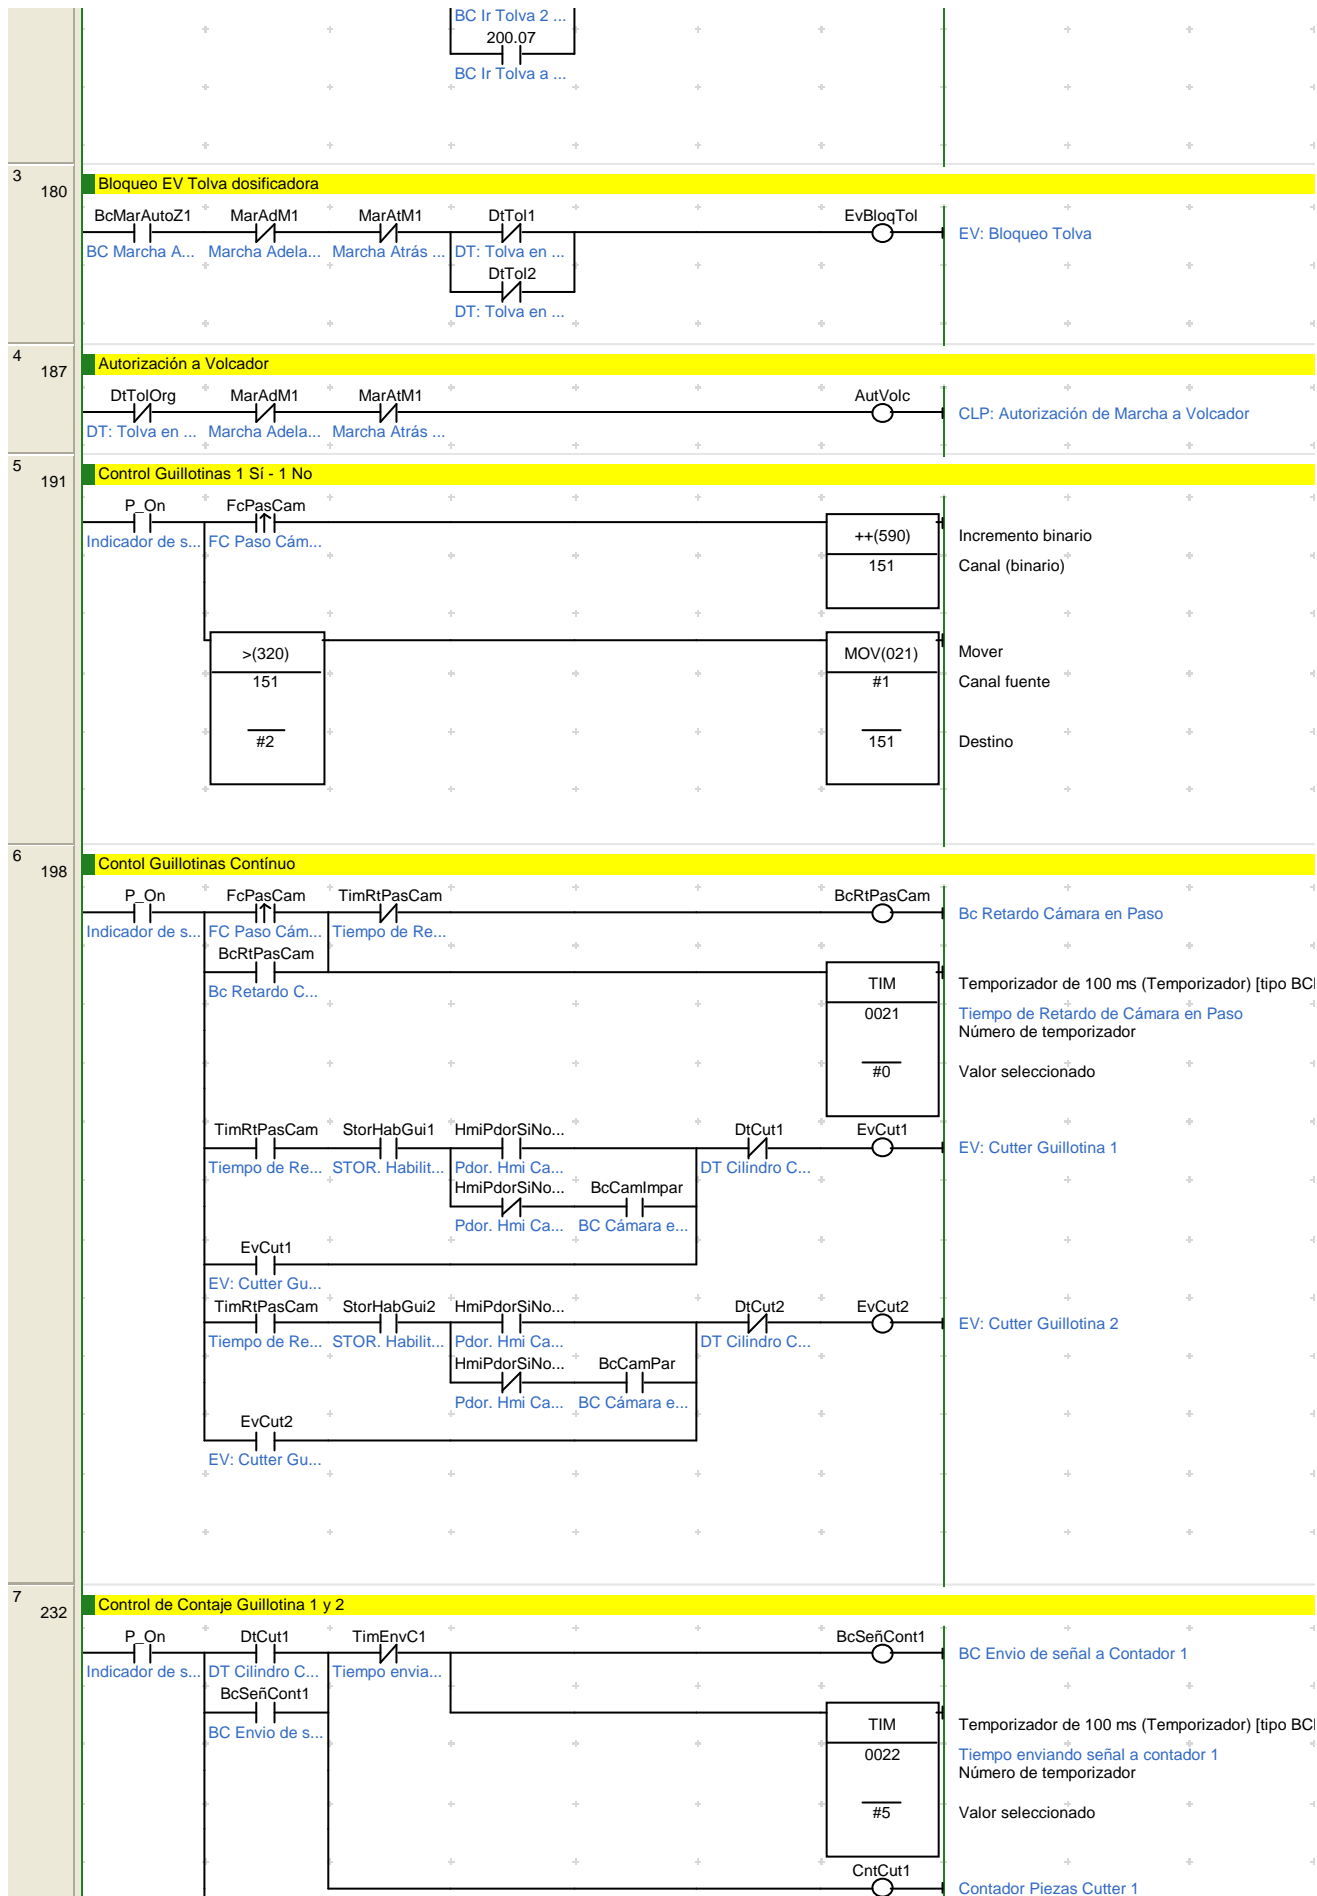 BC Ir Tolva 2 ...
200.07
BC Ir Tolva a ...
3
180
Bloqueo EV Tolva dosificadora
BcMarAutoZ1 MarAdM1 MarAtM1 DtTol1 EvBloqTol
BC Marcha A... Marcha Adela... Marcha Atrás ... DT: Tolva en ... EV: Bloqueo Tolva
DtTol2
DT: Tolva en ...
4
187
Autorización a Volcador
DtTolOrg MarAdM1 MarAtM1 AutVolc
DT: Tolva en ... Marcha Adela... Marcha Atrás ... CLP: Autorización de Marcha a Volcador
5
191
Control Guillotinas 1 Sí - 1 No
P_On FcPasCam
Indicador de s... FC Paso Cám... ++(590) Incremento binario
151 Canal (binario)
>(320) MOV(021) Mover
151 #1 Canal fuente
#2 151 Destino
6
198
Contol Guillotinas Contínuo
P_On FcPasCam TimRtPasCam BcRtPasCam
Indicador de s... FC Paso Cám... Tiempo de Re... Bc Retardo Cámara en Paso
BcRtPasCam
Bc Retardo C... TIM Temporizador de 100 ms (Temporizador) [tipo BC
0021 Tiempo de Retardo de Cámara en Paso
Número de temporizador
#0 Valor seleccionado
TimRtPasCam StorHabGui1 HmiPdorSiNo... DtCut1 EvCut1
Tiempo de Re... STOR. Habilit... Pdor. Hmi Ca... DT Cilindro C... EV: Cutter Guillotina 1
HmiPdorSiNo... BcCamImpar
Pdor. Hmi Ca... BC Cámara e...
EvCut1
EV: Cutter Gu...
TimRtPasCam StorHabGui2 HmiPdorSiNo... DtCut2 EvCut2
Tiempo de Re... STOR. Habilit... Pdor. Hmi Ca... DT Cilindro C... EV: Cutter Guillotina 2
HmiPdorSiNo... BcCamPar
Pdor. Hmi Ca... BC Cámara e...
EvCut2
EV: Cutter Gu...
7
232
Control de Contaje Guillotina 1 y 2
P_On DtCut1 TimEnvC1 BcSeñCont1
Indicador de s... DT Cilindro C... Tiempo envia... BC Envio de señal a Contador 1
BcSeñCont1
BC Envio de s... TIM Temporizador de 100 ms (Temporizador) [tipo BC
0022 Tiempo enviando señal a contador 1
Número de temporizador
#5 Valor seleccionado
CntCut1
Contador Piezas Cutter 1